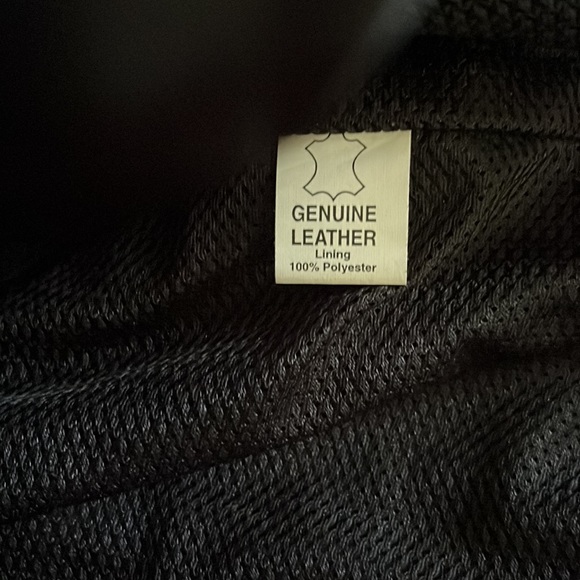 GENUINE
LEATHER
Lining
100% Polyester